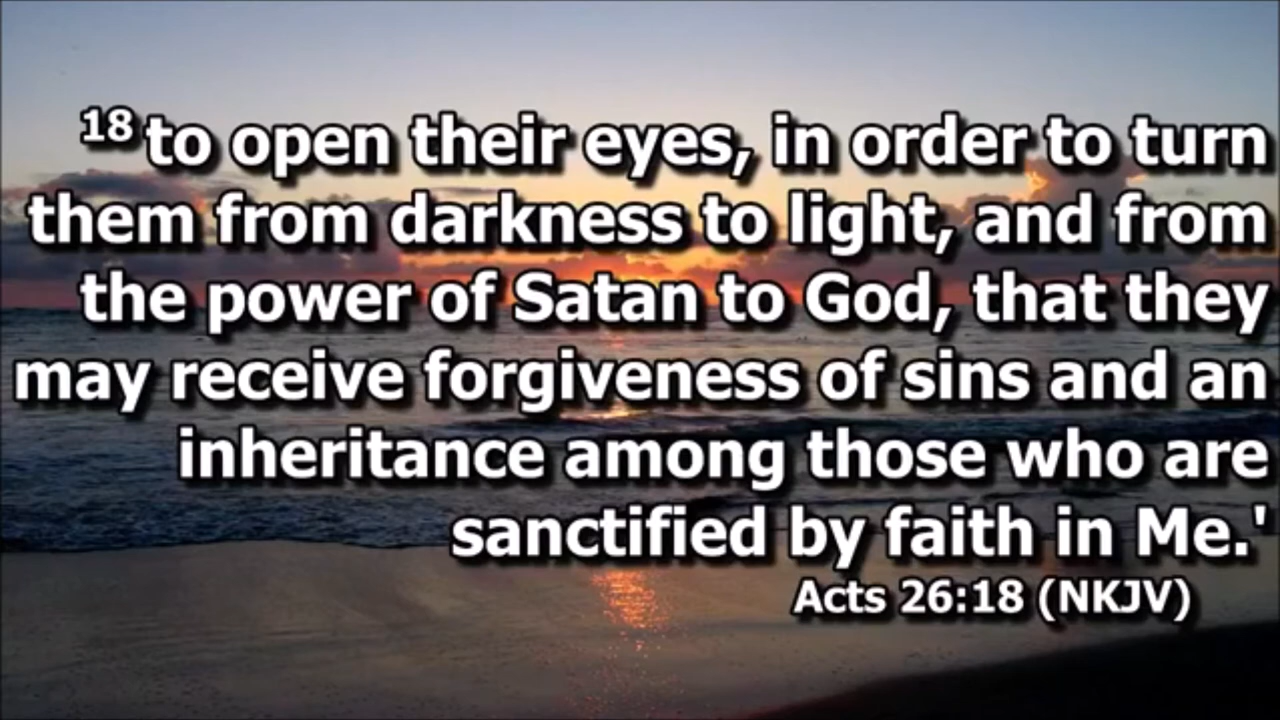 18 to open their eyes, in order to turn
them from darkness to light, and from
the power of Satan to God, that they
may receive forgiveness of sins and an
inheritance among those who are
sanctified by faith in Me.'
Acts 26:18 (NKJV)